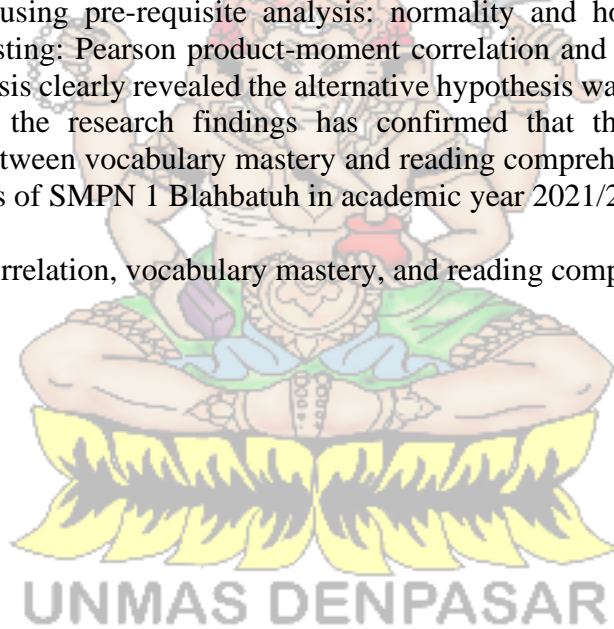 using pre-requisite analysis: normality and ho
sting: Pearson product-moment correlation and
sis clearly revealed the alternative hypothesis wa
the research findings has confirmed that th
tween vocabulary mastery and reading compreh
s of SMPN 1 Blahbatuh in academic year 2021/2
rrelation, vocabulary mastery, and reading comp
UNMAS DENPASAR